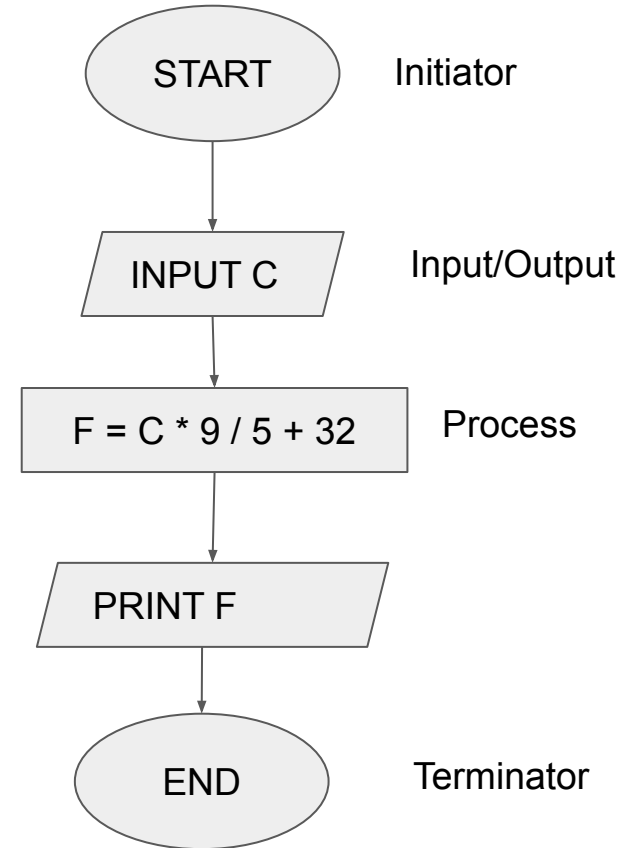 START
Initiator
INPUT C
Input/Output
F = C * 9 / 5 + 32
Process
PRINT F
END
Terminator